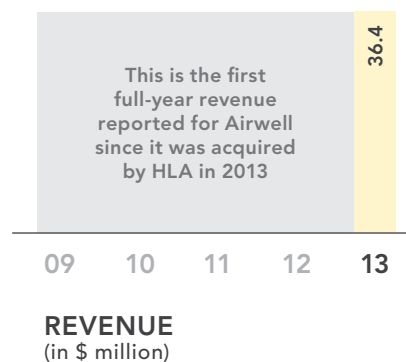 36.4
This is the first
full-year revenue
reported for Airwell
since it was acquired
by HLA in 2013
09 10 11 12 13
REVENUE
(in $ million)